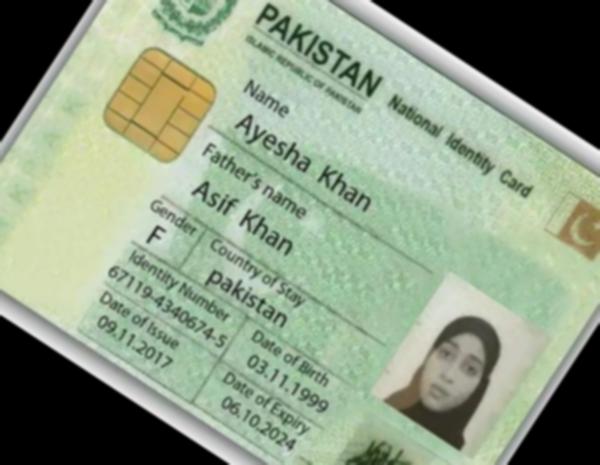 PAKISTAN National Identity Card
ISLAMIC REPUBLIC OF PAKISTAN
Name
Ayesha Khan
Father's name
Asif Khan
Gender Country of Stay
F pakistan
Identity Number Date of Birth
67119-4340674-5 03.11.1999
Date of Issue Date of Expiry
09.11.2017 06.10.2024